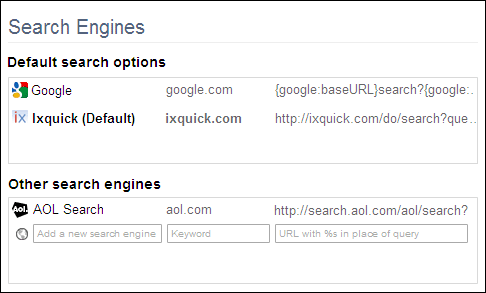 Search Engines
Default search options
Google google.com {google:baseURL}search?{google:...
ix Ixquick (Default) ixquick.com http://ixquick.com/do/search?que...
Other search engines
Aol. AOL Search aol.com http://search.aol.com/aol/search?
Add a new search engine Keyword URL with %s in place of query